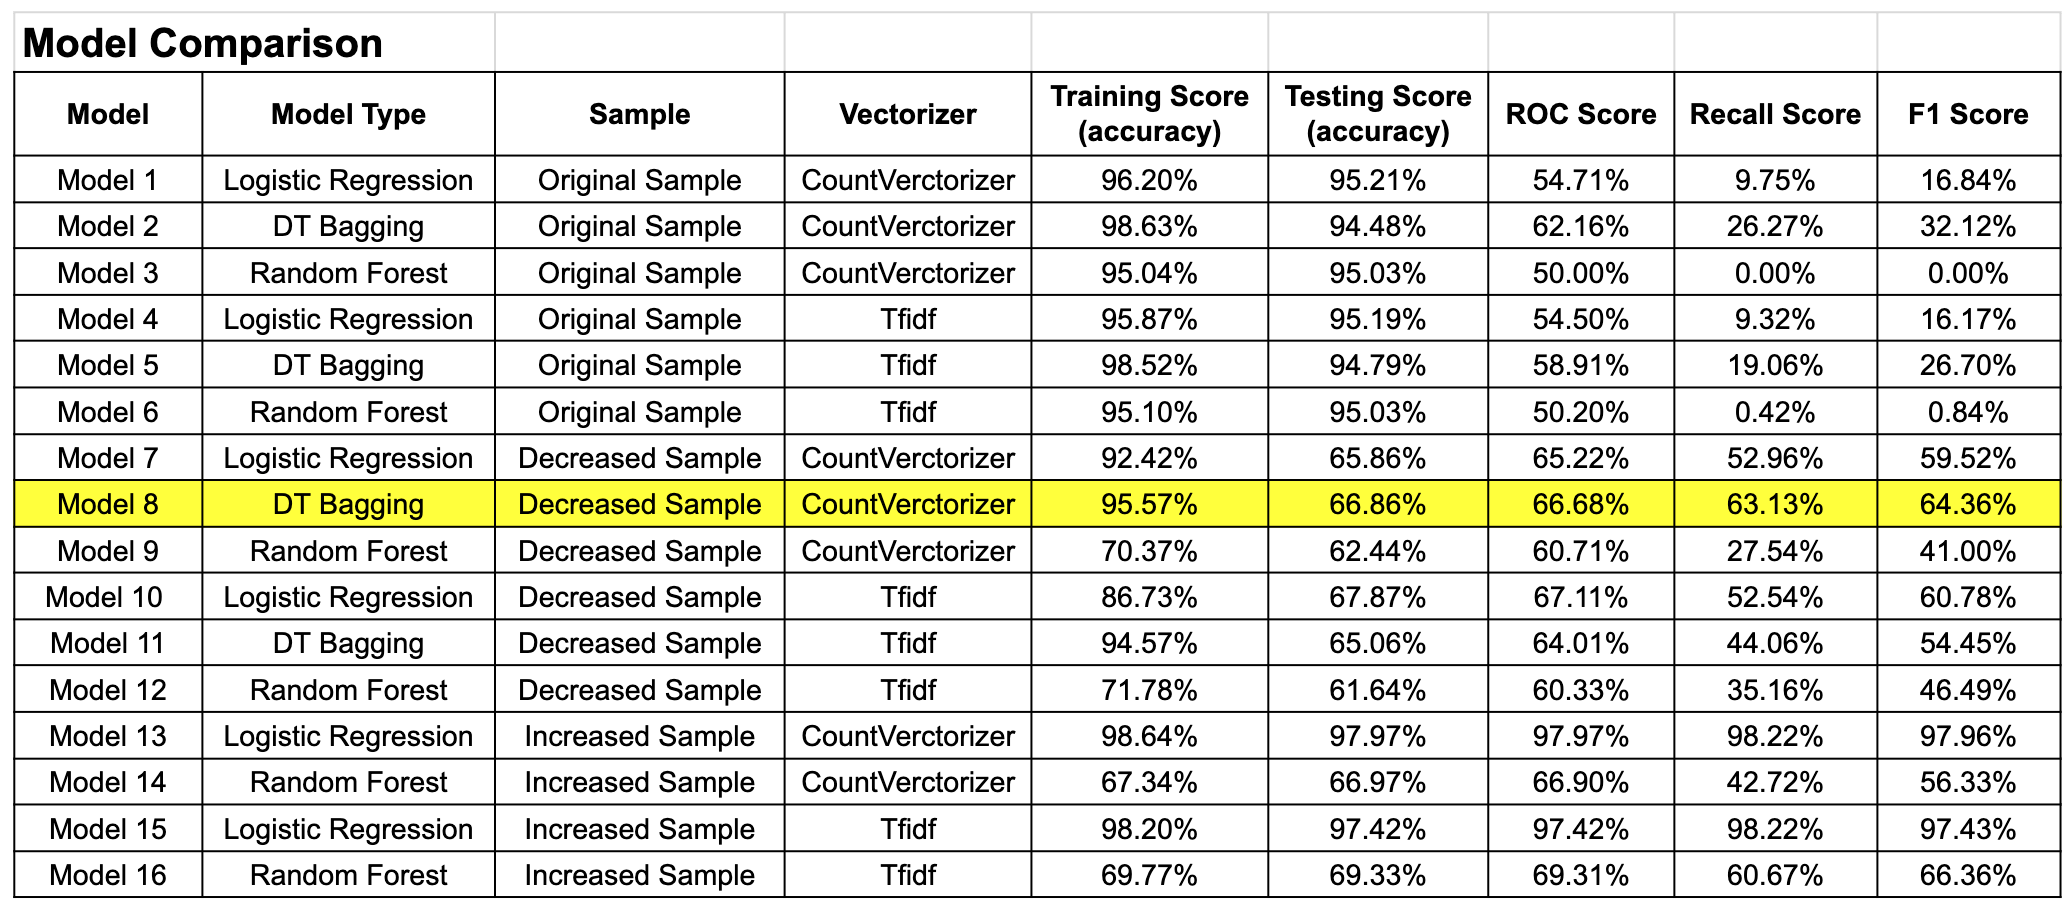 Model Comparison
Model Model Type Sample Vectorizer Training Score (accuracy) Testing Score (accuracy) ROC Score Recall Score F1 Score
Model 1 Logistic Regression Original Sample CountVerctorizer 96.20% 95.21% 54.71% 9.75% 16.84%
Model 2 DT Bagging Original Sample CountVerctorizer 98.63% 94.48% 62.16% 26.27% 32.12%
Model 3 Random Forest Original Sample CountVerctorizer 95.04% 95.03% 50.00% 0.00% 0.00%
Model 4 Logistic Regression Original Sample Tfidf 95.87% 95.19% 54.50% 9.32% 16.17%
Model 5 DT Bagging Original Sample Tfidf 98.52% 94.79% 58.91% 19.06% 26.70%
Model 6 Random Forest Original Sample Tfidf 95.10% 95.03% 50.20% 0.42% 0.84%
Model 7 Logistic Regression Decreased Sample CountVerctorizer 92.42% 65.86% 65.22% 52.96% 59.52%
Model 8 DT Bagging Decreased Sample CountVerctorizer 95.57% 66.86% 66.68% 63.13% 64.36%
Model 9 Random Forest Decreased Sample CountVerctorizer 70.37% 62.44% 60.71% 27.54% 41.00%
Model 10 Logistic Regression Decreased Sample Tfidf 86.73% 67.87% 67.11% 52.54% 60.78%
Model 11 DT Bagging Decreased Sample Tfidf 94.57% 65.06% 64.01% 44.06% 54.45%
Model 12 Random Forest Decreased Sample Tfidf 71.78% 61.64% 60.33% 35.16% 46.49%
Model 13 Logistic Regression Increased Sample CountVerctorizer 98.64% 97.97% 97.97% 98.22% 97.96%
Model 14 Random Forest Increased Sample CountVerctorizer 67.34% 66.97% 66.90% 42.72% 56.33%
Model 15 Logistic Regression Increased Sample Tfidf 98.20% 97.42% 97.42% 98.22% 97.43%
Model 16 Random Forest Increased Sample Tfidf 69.77% 69.33% 69.31% 60.67% 66.36%